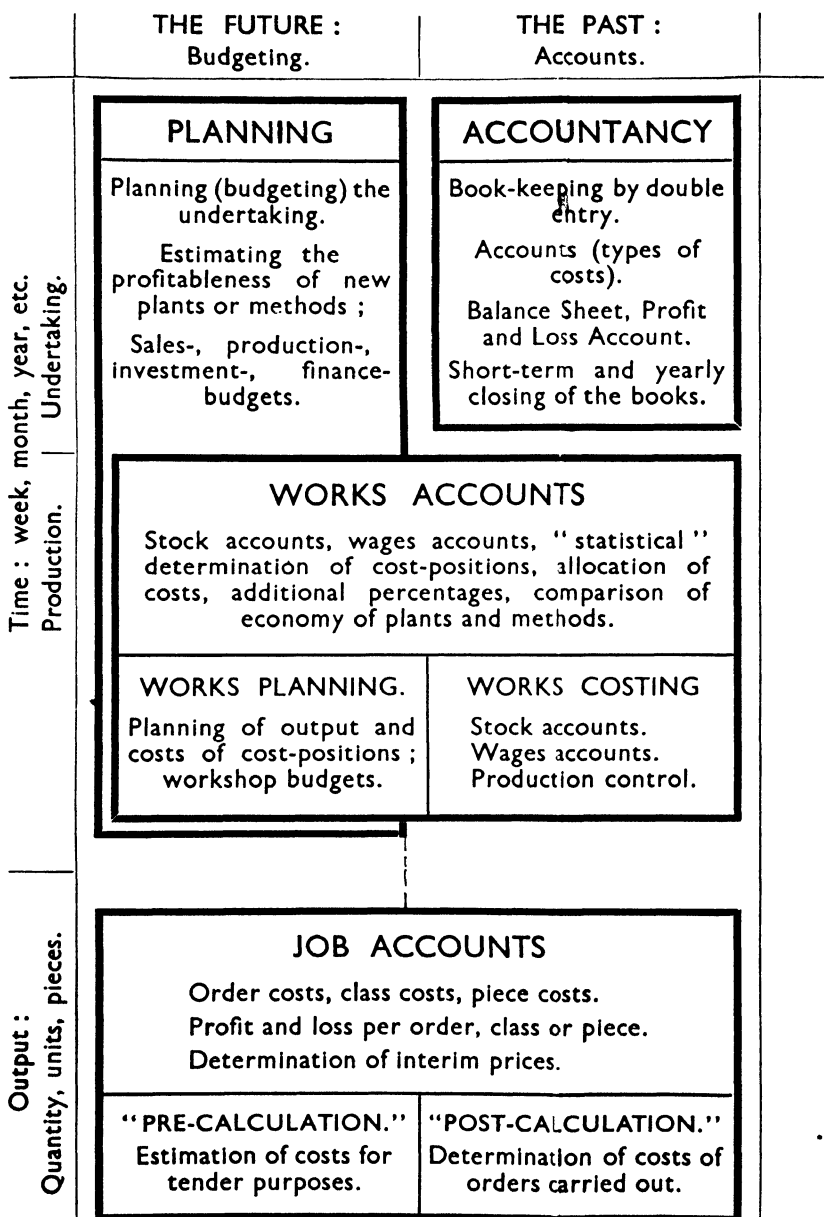 THE FUTURE :
Budgeting.
THE PAST :
Accounts.
Time : week, month, year, etc.
Undertaking.
PLANNING
Planning (budgeting) the
undertaking.
Estimating the
profitableness of new
plants or methods ;
Sales-, production-,
investment-, finance-
budgets.
ACCOUNTANCY
Book-keeping by double
entry.
Accounts (types of
costs).
Balance Sheet, Profit
and Loss Account.
Short-term and yearly
closing of the books.
Production.
WORKS ACCOUNTS
Stock accounts, wages accounts, "statistical"
determination of cost-positions, allocation of
costs, additional percentages, comparison of
economy of plants and methods.
WORKS PLANNING.
Planning of output and
costs of cost-positions ;
workshop budgets.
WORKS COSTING
Stock accounts.
Wages accounts.
Production control.
Output :
Quantity, units, pieces.
JOB ACCOUNTS
Order costs, class costs, piece costs.
Profit and loss per order, class or piece.
Determination of interim prices.
"PRE-CALCULATION."
Estimation of costs for
tender purposes.
"POST-CALCULATION."
Determination of costs of
orders carried out.